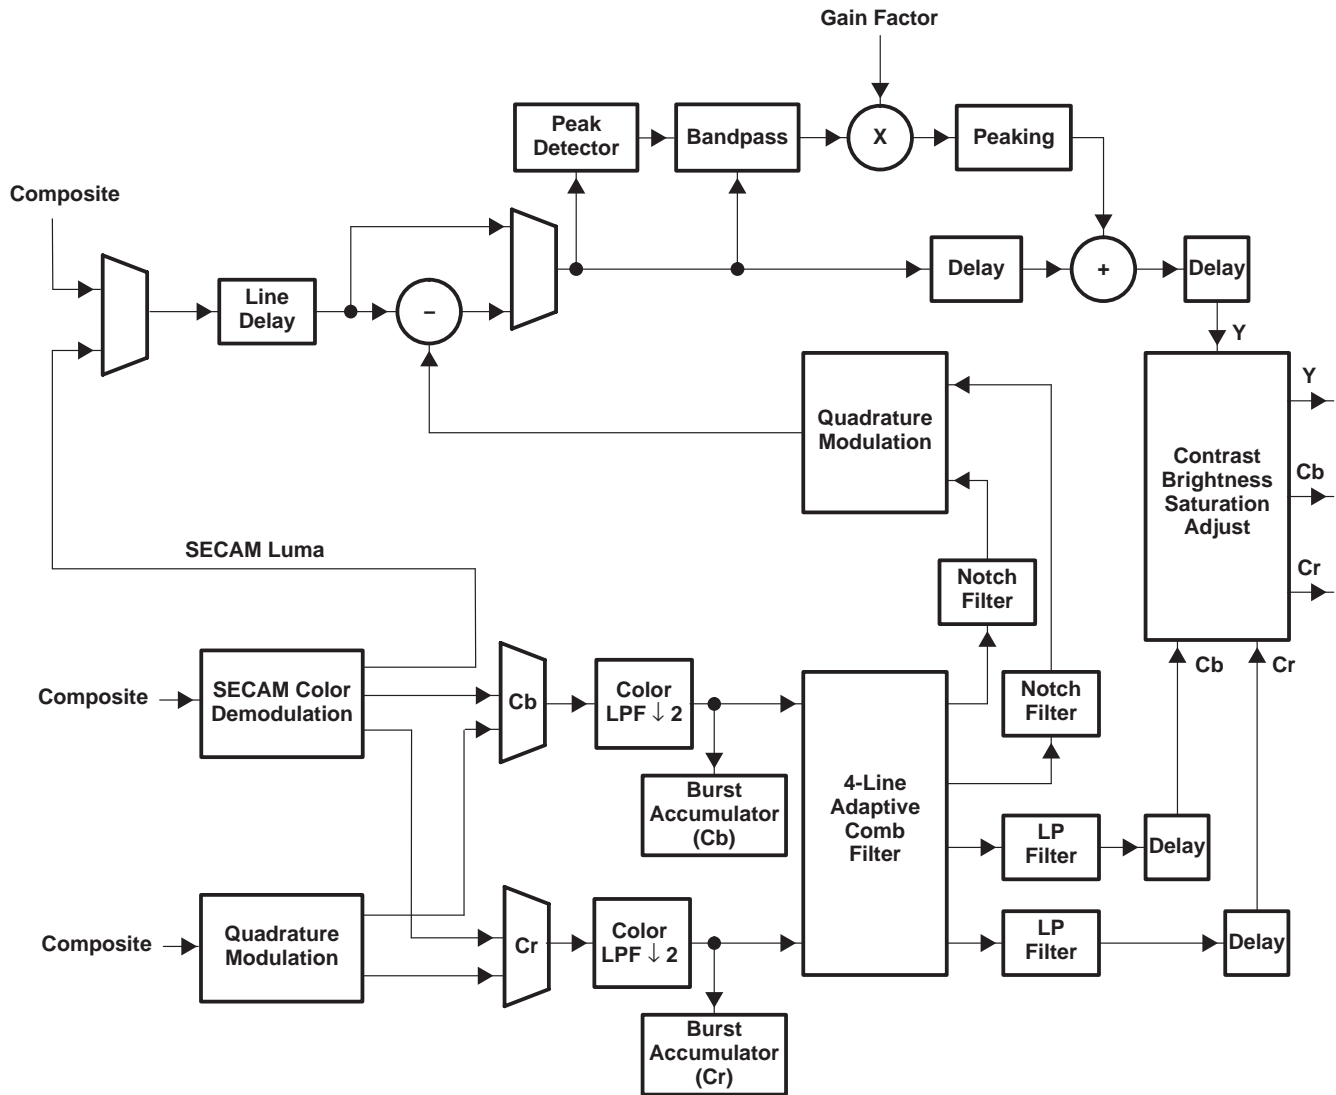 Gain Factor
Peak
Detector
Bandpass
X
Peaking
Composite
Line
Delay
–
Delay
+
Delay
Y
Quadrature
Modulation
Contrast
Brightness
Saturation
Adjust
Y
Cb
Cr
SECAM Luma
Notch
Filter
Composite
SECAM Color
Demodulation
Cb
Color
LPF ↓ 2
Notch
Filter
Cb
Cr
Burst
Accumulator
(Cb)
4-Line
Adaptive
Comb
Filter
LP
Filter
Delay
Composite
Quadrature
Modulation
Cr
Color
LPF ↓ 2
LP
Filter
Delay
Burst
Accumulator
(Cr)